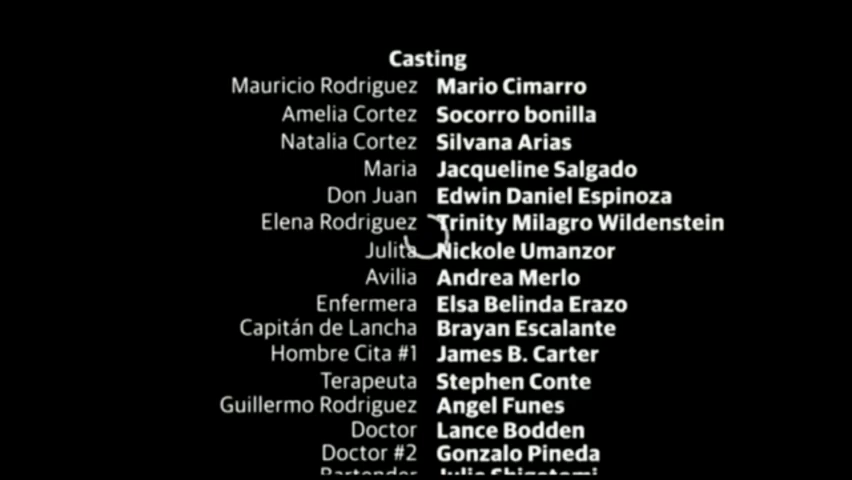 Casting
Mauricio Rodriguez Mario Cimarro
Amelia Cortez Socorro bonilla
Natalia Cortez Silvana Arias
Maria Jacqueline Salgado
Don Juan Edwin Daniel Espinoza
Elena Rodriguez Trinity Milagro Wildenstein
Julita Nickole Umanzor
Avilia Andrea Merlo
Enfermera Elsa Belinda Erazo
Capitán de Lancha Brayan Escalante
Hombre Cita #1 James B. Carter
Terapeuta Stephen Conte
Guillermo Rodriguez Angel Funes
Doctor Lance Bodden
Doctor #2 Gonzalo Pineda
Bartender Julie